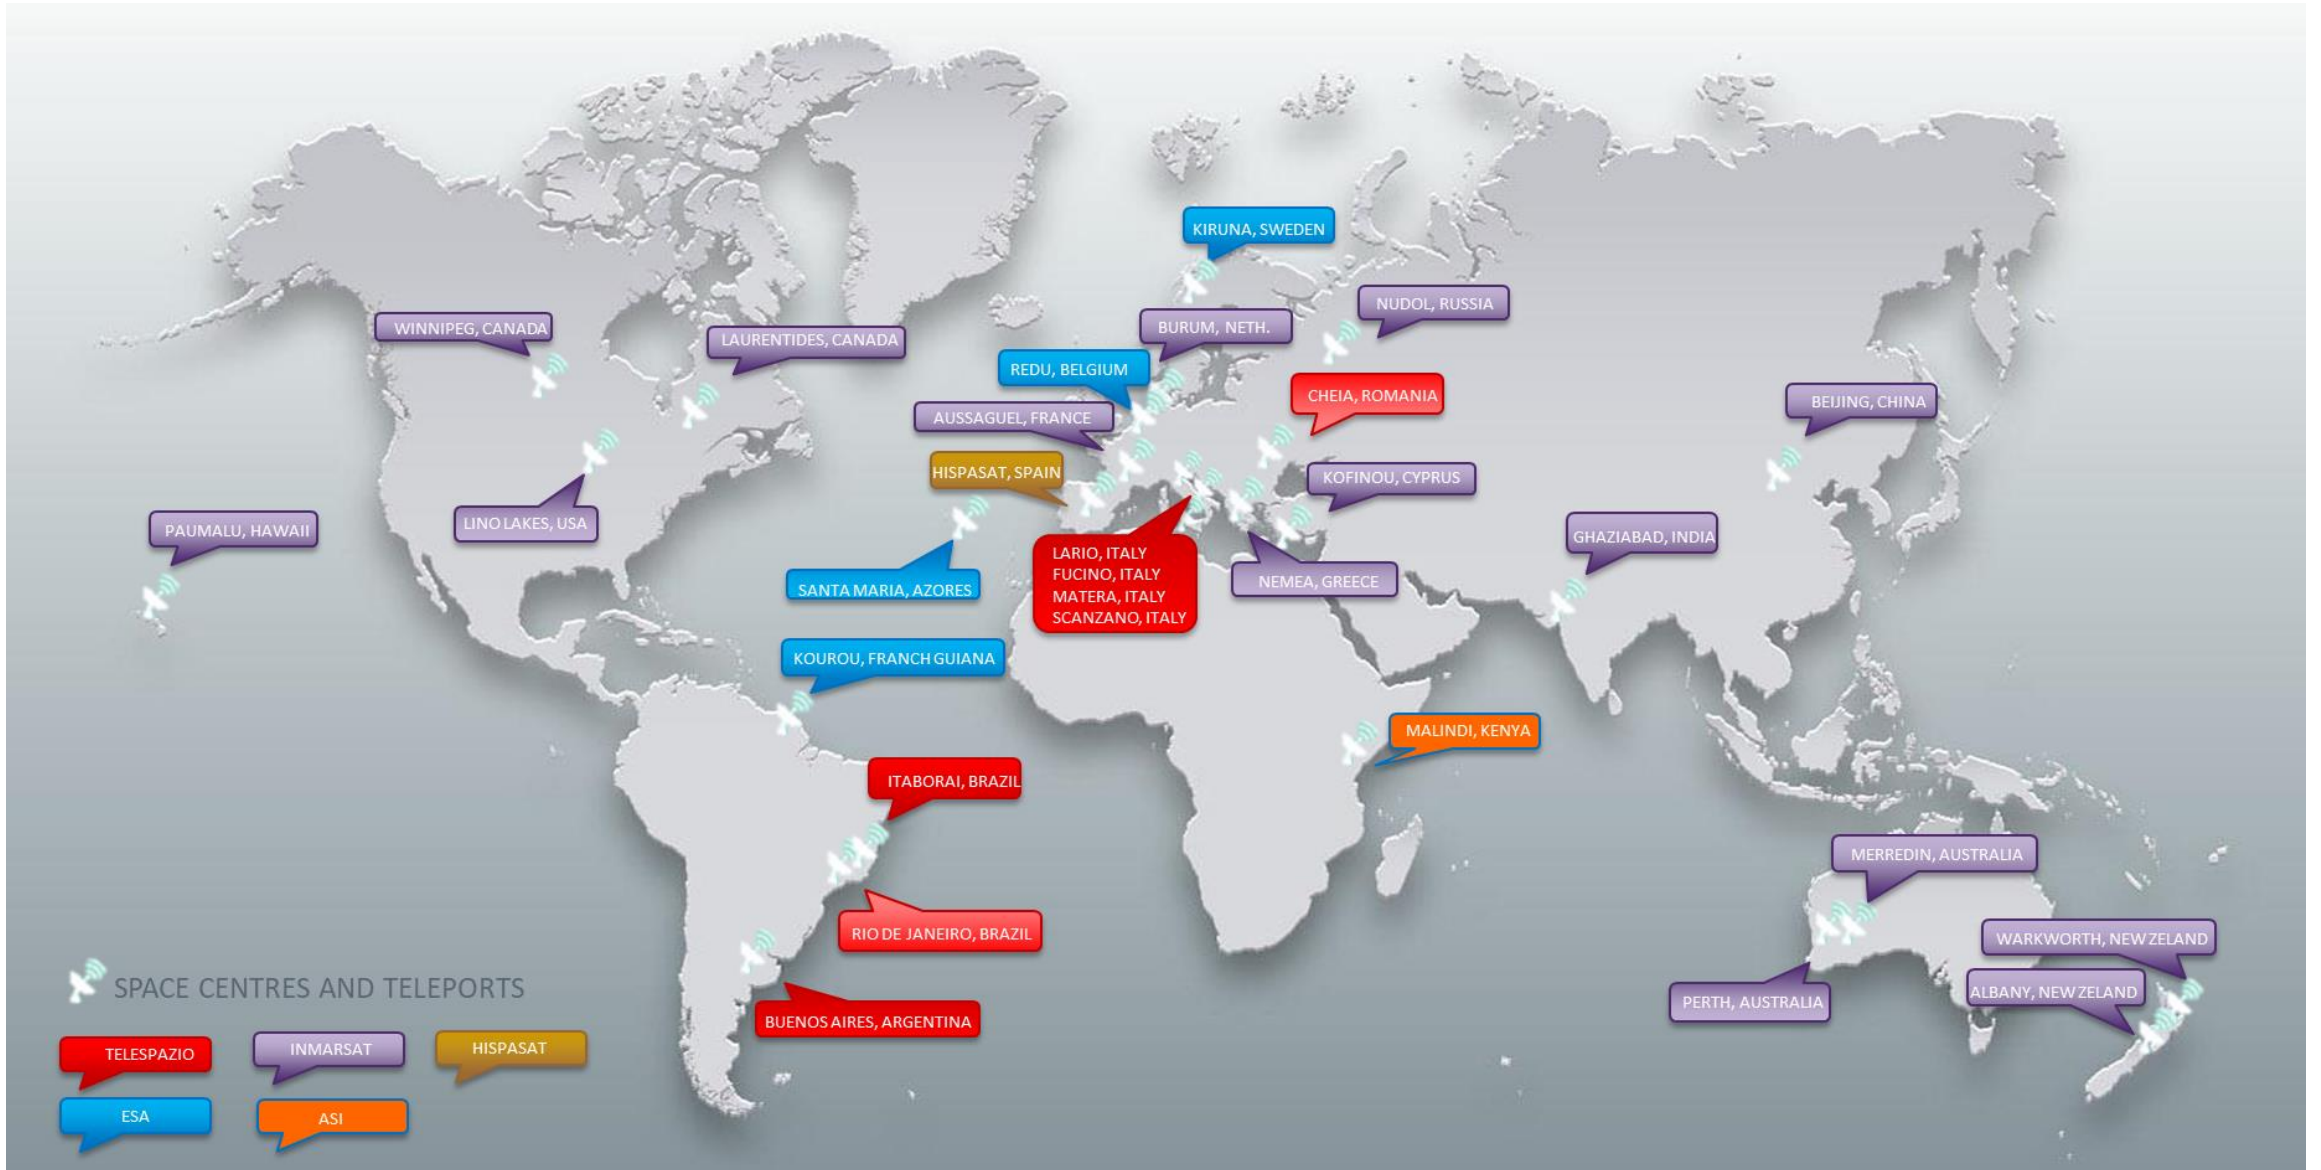 KIRUNA, SWEDEN
NUDOL, RUSSIA
WINNIPEG, CANADA
BURUM, NETH.
LAURENTIDES, CANADA
REDU, BELGIUM
CHEIA, ROMANIA
BEIJING, CHINA
AUSSAGUEL, FRANCE
HISPASAT, SPAIN
KOFINOU, CYPRUS
LINO LAKES, USA
PAUMALU, HAWAII
GHAZIABAD, INDIA
LARIO, ITALY
FUCINO, ITALY
MATERA, ITALY
SCANZANO, ITALY
NEMEA, GREECE
SANTA MARIA, AZORES
KOUROU, FRANCH GUIANA
MALINDI, KENYA
ITABORAI, BRAZIL
MERREDIN, AUSTRALIA
RIO DE JANEIRO, BRAZIL
WARKWORTH, NEW ZELAND
ALBANY, NEW ZELAND
PERTH, AUSTRALIA
BUENOS AIRES, ARGENTINA
SPACE CENTRES AND TELEPORTS
TELESPAZIO
INMARSAT
HISPASAT
ESA
ASI